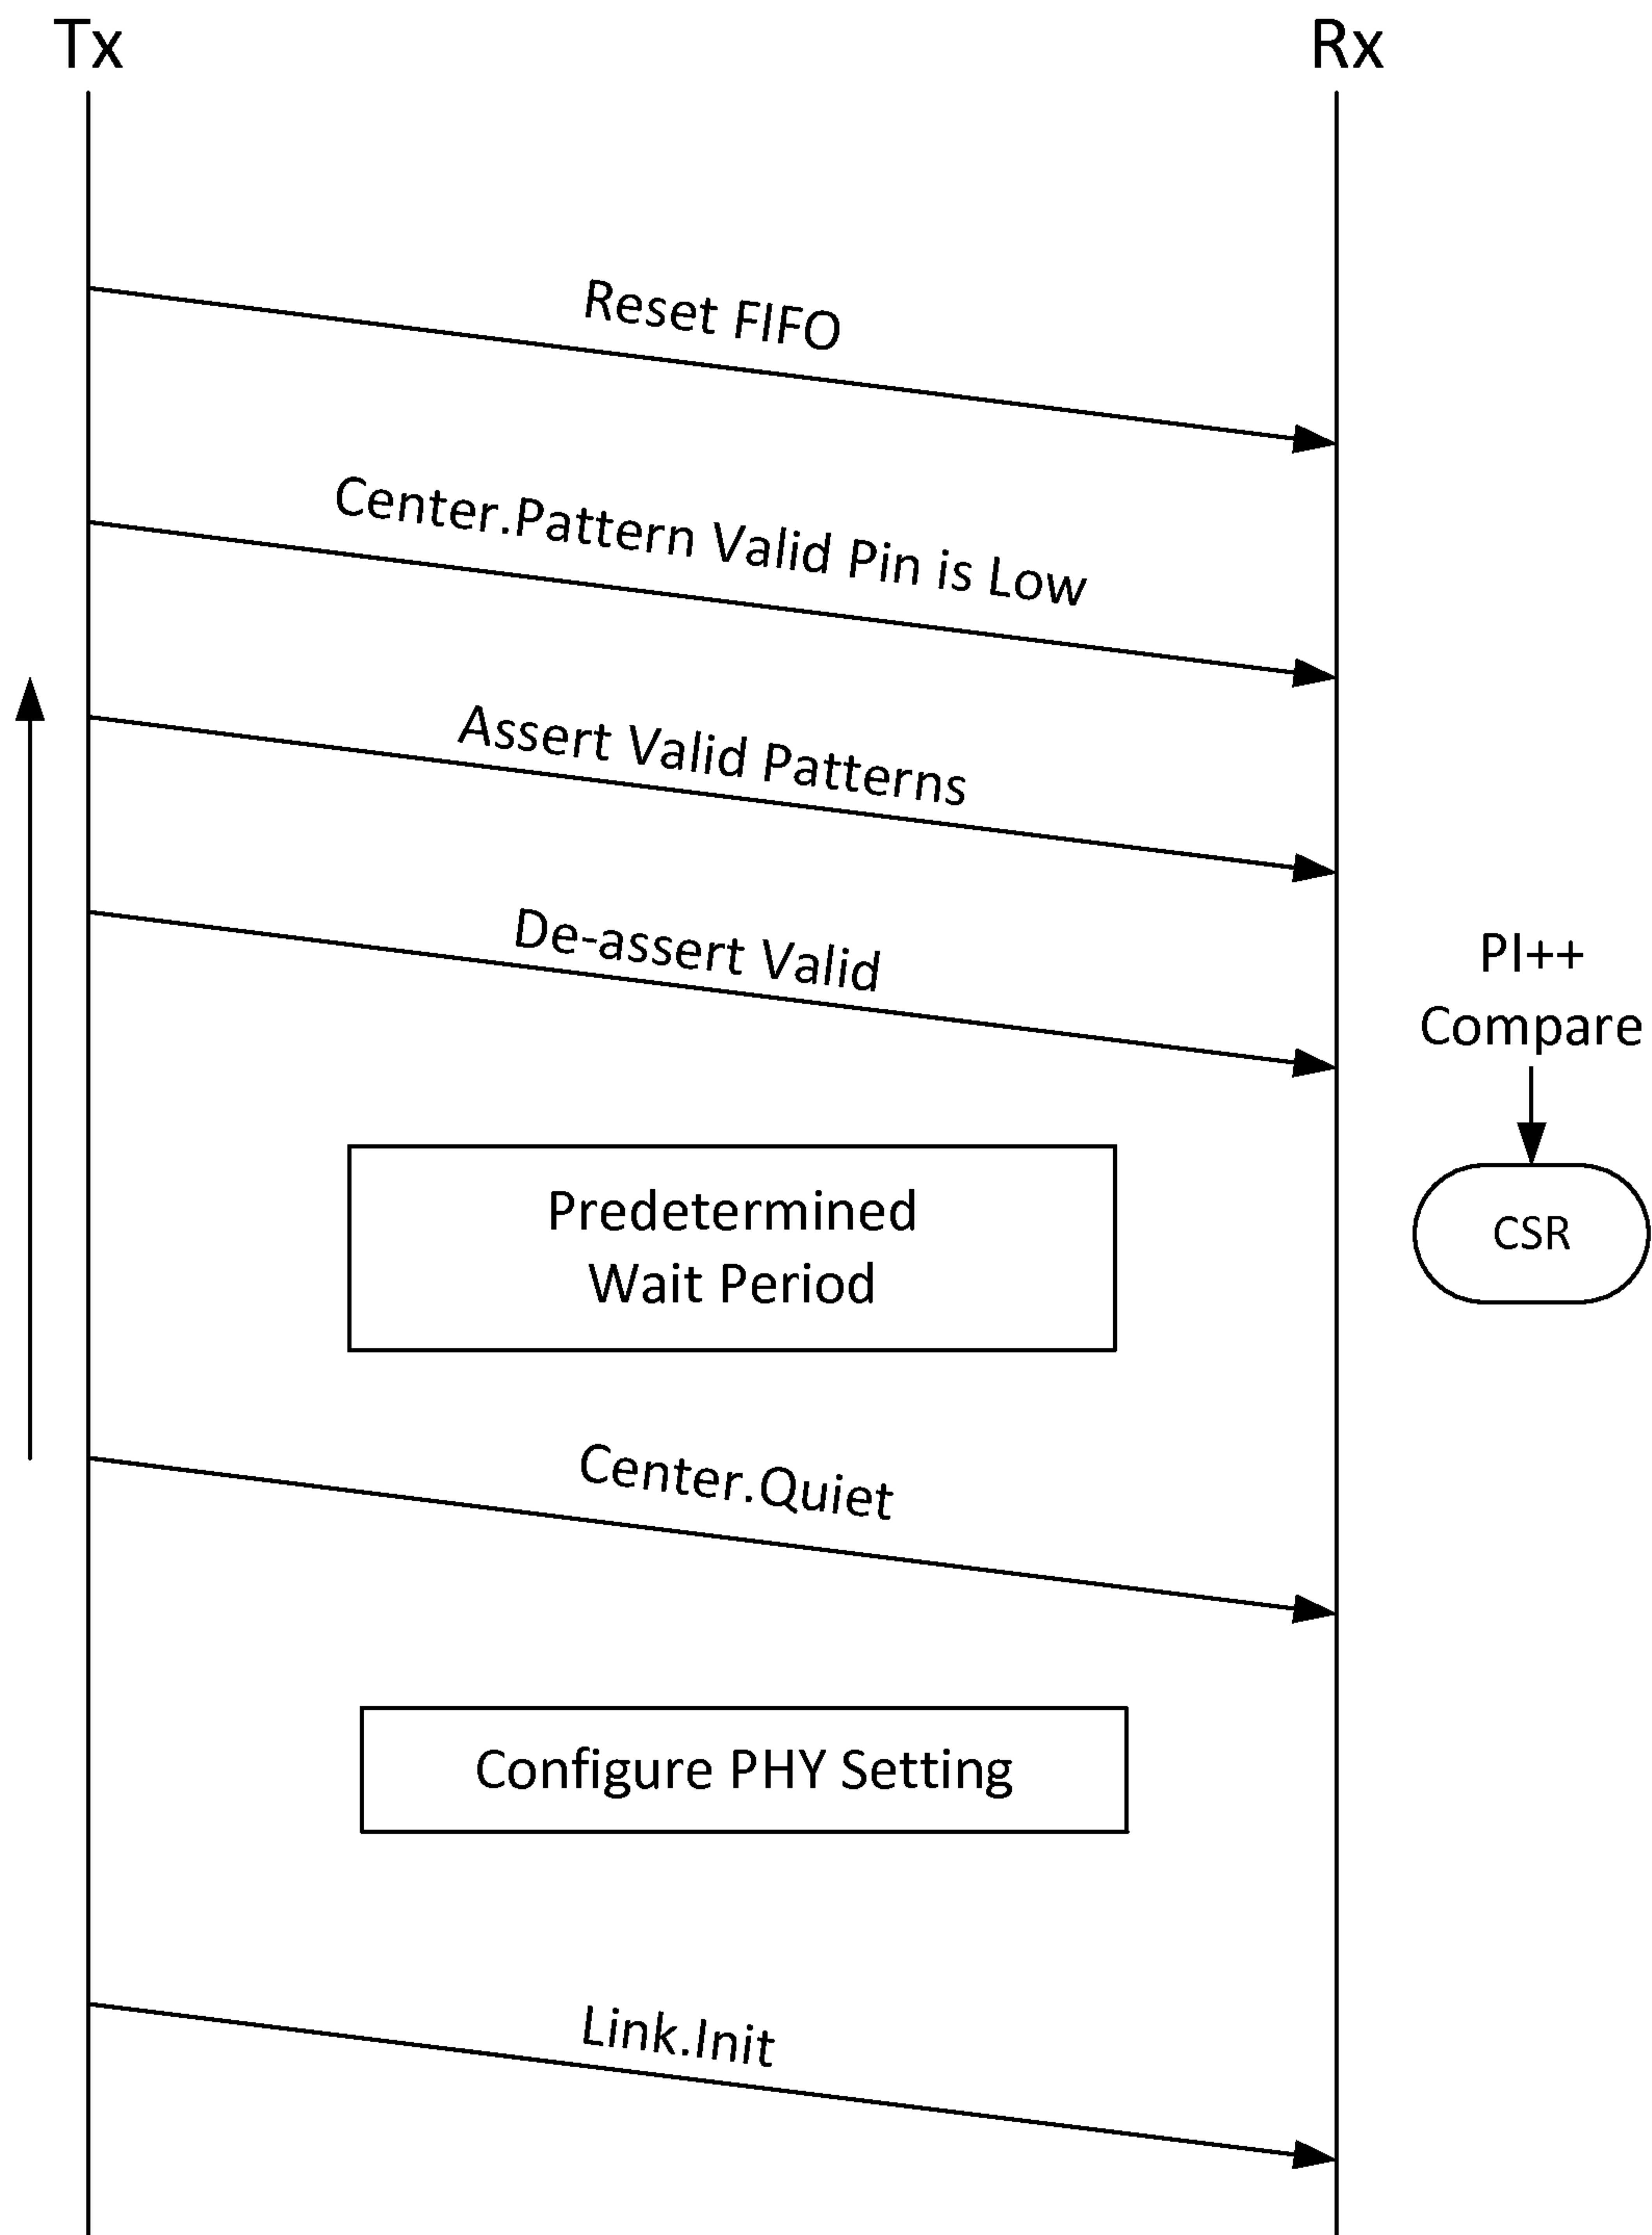 Tx
Rx
Reset FIFO
Center.Pattern Valid Pin is Low
Assert Valid Patterns
De-assert Valid
PI++
Compare
CSR
Predetermined
Wait Period
Center.Quiet
Configure PHY Setting
Link.Init